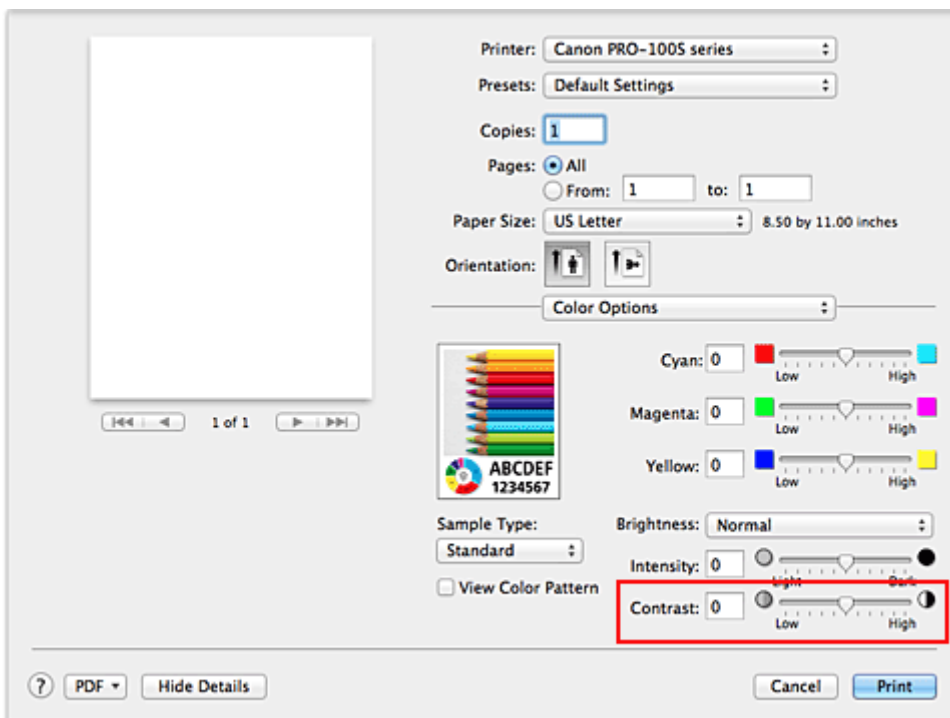 Printer: Canon PRO-100S series
Presets: Default Settings
Copies: 1
Pages: All
From: 1 to: 1
Paper Size: US Letter 8.50 by 11.00 inches
Orientation:
Color Options
1 of 1
ABCDEF
1234567
Sample Type:
Standard
View Color Pattern
Cyan: 0
Low High
Magenta: 0
Low High
Yellow: 0
Low High
Brightness: Normal
Intensity: 0
Light Dark
Contrast: 0
Low High
? PDF Hide Details Cancel Print